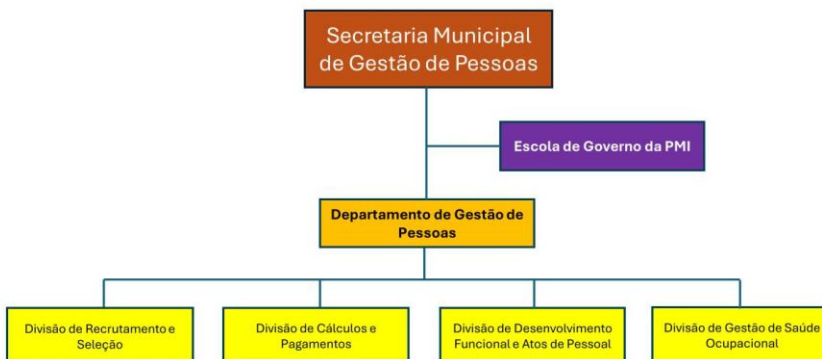 Secretaria Municipal
de Gestão de Pessoas
Escola de Governo da PMI
Departamento de Gestão de
Pessoas
Divisão de Recrutamento e
Seleção
Divisão de Cálculos e
Pagamentos
Divisão de Desenvolvimento
Funcional e Atos de Pessoal
Divisão de Gestão de Saúde
Ocupacional